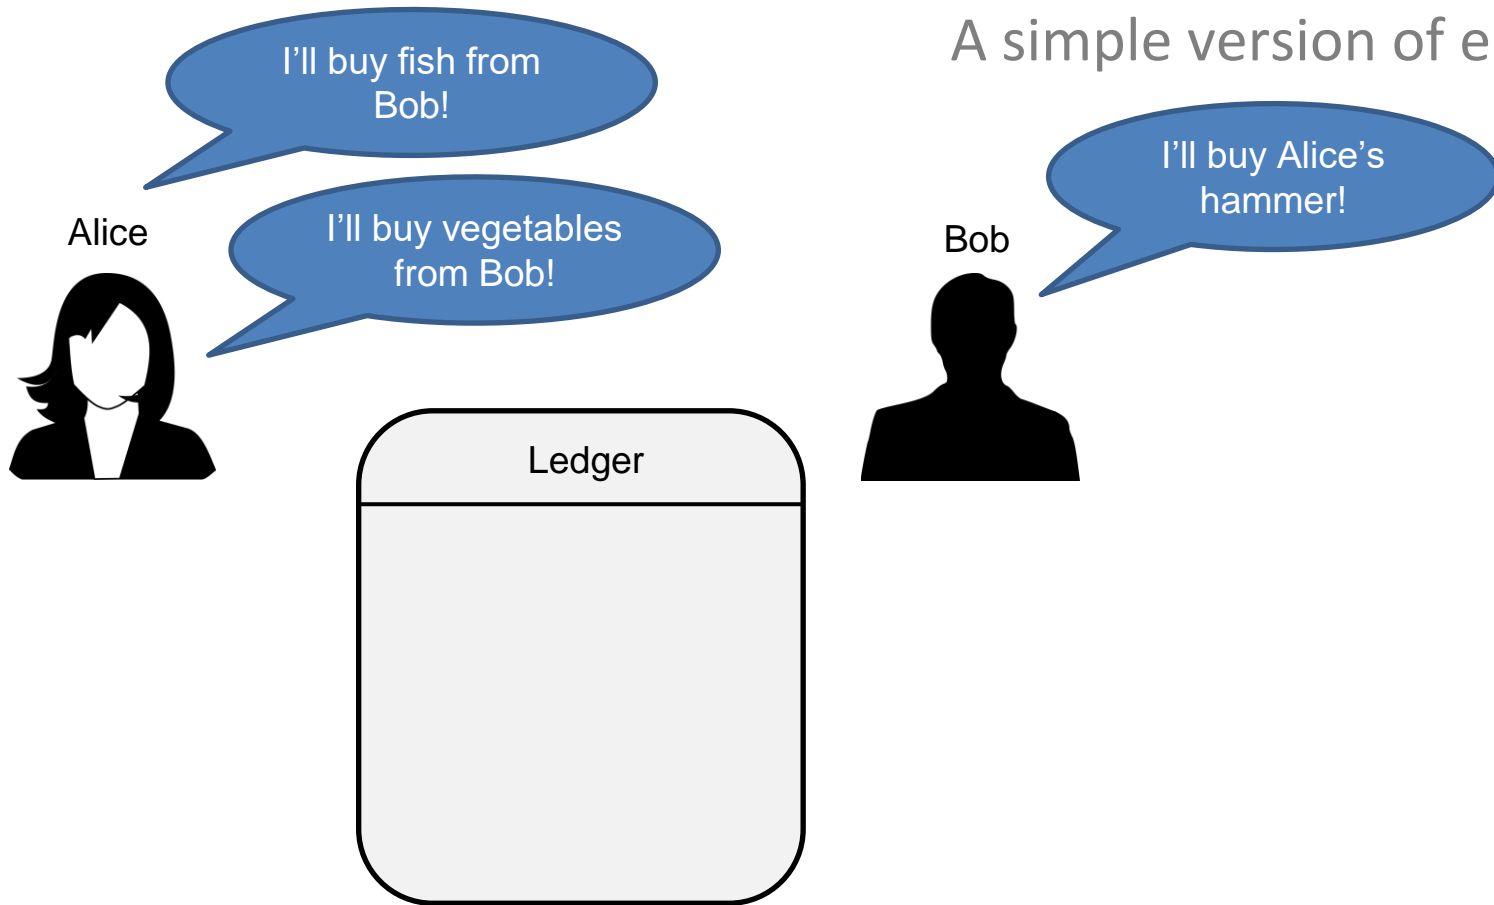 A simple version of e
I’ll buy fish from
Bob!
I’ll buy Alice’s
hammer!
Alice
I’ll buy vegetables
from Bob!
Bob
Ledger